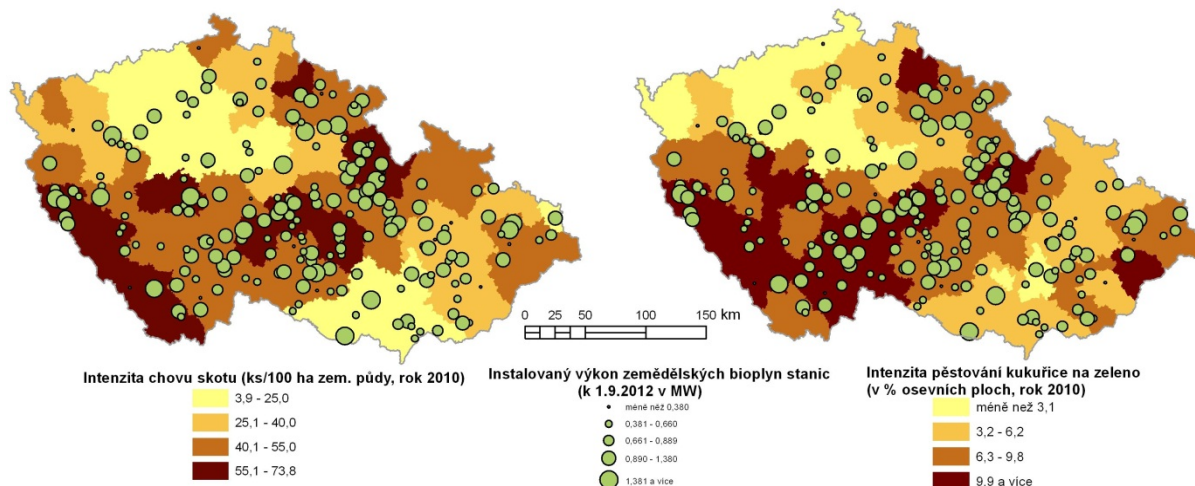 0 25 50 100 150 km
Intenzita chovu skotu (ks/100 ha zem. půdy, rok 2010)
3,9 - 25,0
25,1 - 40,0
40,1 - 55,0
55,1 - 73,8
Instalovaný výkon zemědělských bioplyn stanic
(k 1.9.2012 v MW)
méně něž 0,380
0,381 - 0,660
0,661 - 0,889
0,890 - 1,380
1,381 a více
Intenzita pěstování kukuřice na zeleno
(v % osevních ploch, rok 2010)
méně než 3,1
3,2 - 6,2
6,3 - 9,8
9,9 a více